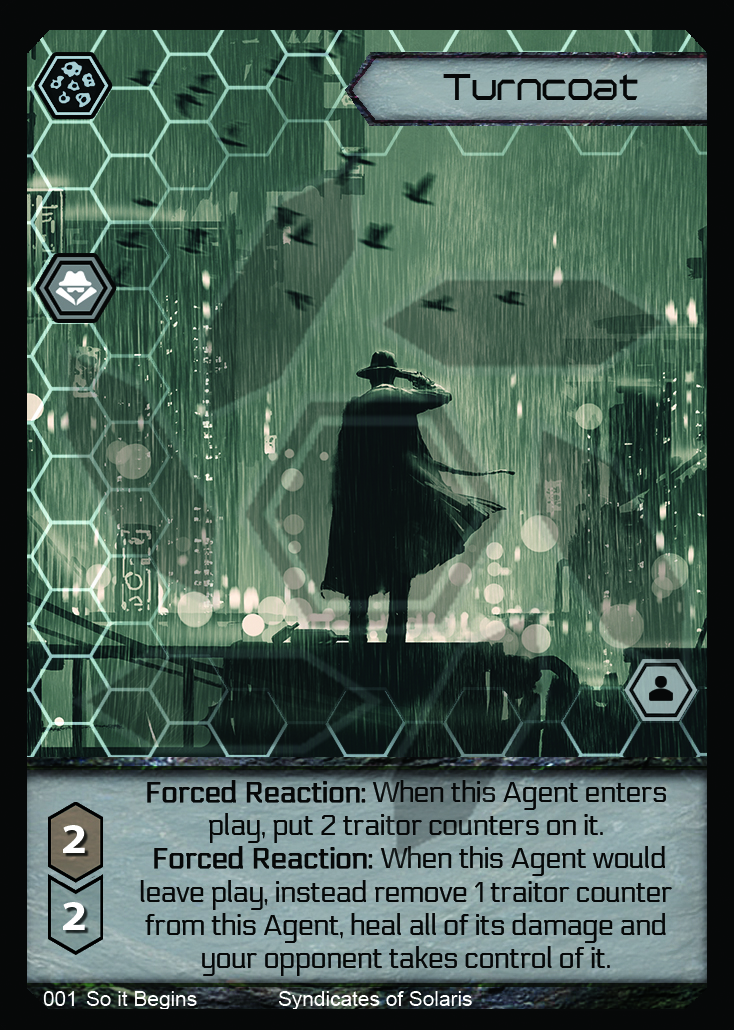 Turncoat
2
2
Forced Reaction: When this Agent enters
play, put 2 traitor counters on it.
Forced Reaction: When this Agent would
leave play, instead remove 1 traitor counter
from this Agent, heal all of its damage and
your opponent takes control of it.
001 So it Begins
Syndicates of Solaris